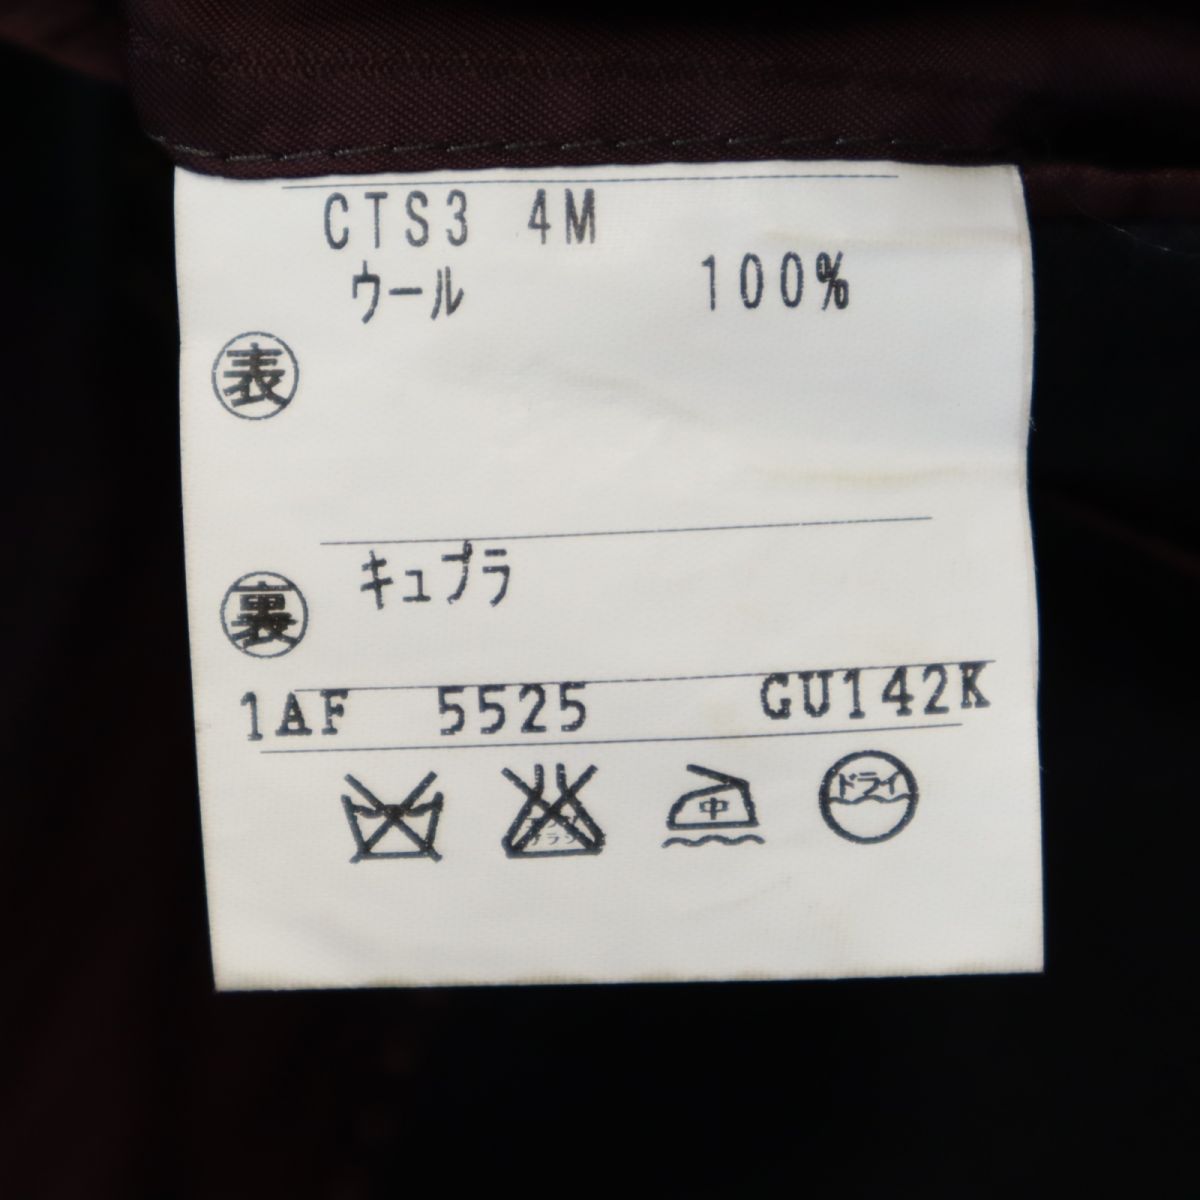 CTS3 4M
ウール 100%
表
キュプラ
裏
1AF 5525 GU142K
中 ドライ